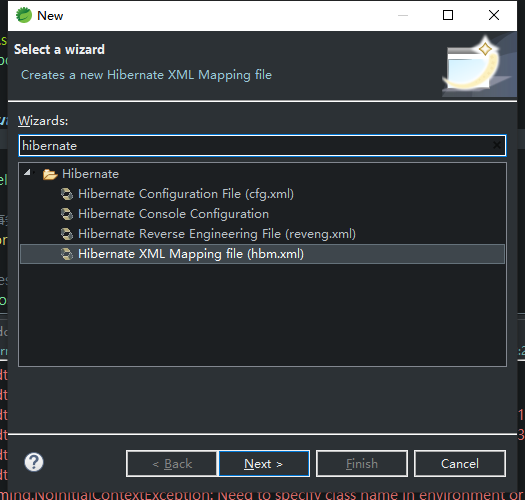 New
Select a wizard
Creates a new Hibernate XML Mapping file
Wizards:
hibernate
Hibernate
Hibernate Configuration File (cfg.xml)
Hibernate Console Configuration
Hibernate Reverse Engineering File (reveng.xml)
Hibernate XML Mapping file (hbm.xml)
< Back
Next >
Finish
Cancel
ming.NoInitialContextException: Need to specify class name in environment or